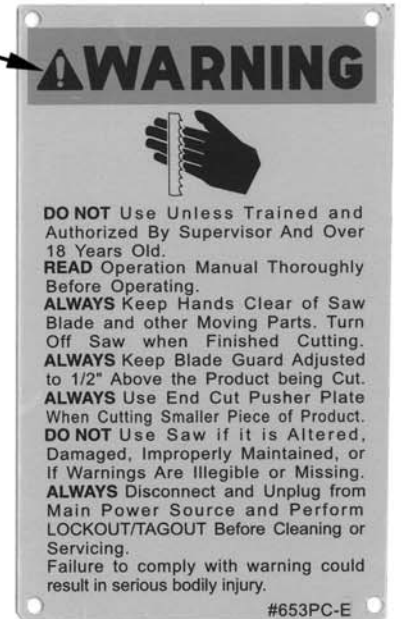 WARNING
DO NOT Use Unless Trained and
Authorized By Supervisor And Over
18 Years Old.
READ Operation Manual Thoroughly
Before Operating.
ALWAYS Keep Hands Clear of Saw
Blade and other Moving Parts. Turn
Off Saw when Finished Cutting.
ALWAYS Keep Blade Guard Adjusted
to 1/2" Above the Product being Cut.
ALWAYS Use End Cut Pusher Plate
When Cutting Smaller Piece of Product.
DO NOT Use Saw if it is Altered,
Damaged, Improperly Maintained, or
If Warnings Are Illegible or Missing.
ALWAYS Disconnect and Unplug from
Main Power Source and Perform
LOCKOUT/TAGOUT Before Cleaning or
Servicing.
Failure to comply with warning could
result in serious bodily injury.
#653PC-E